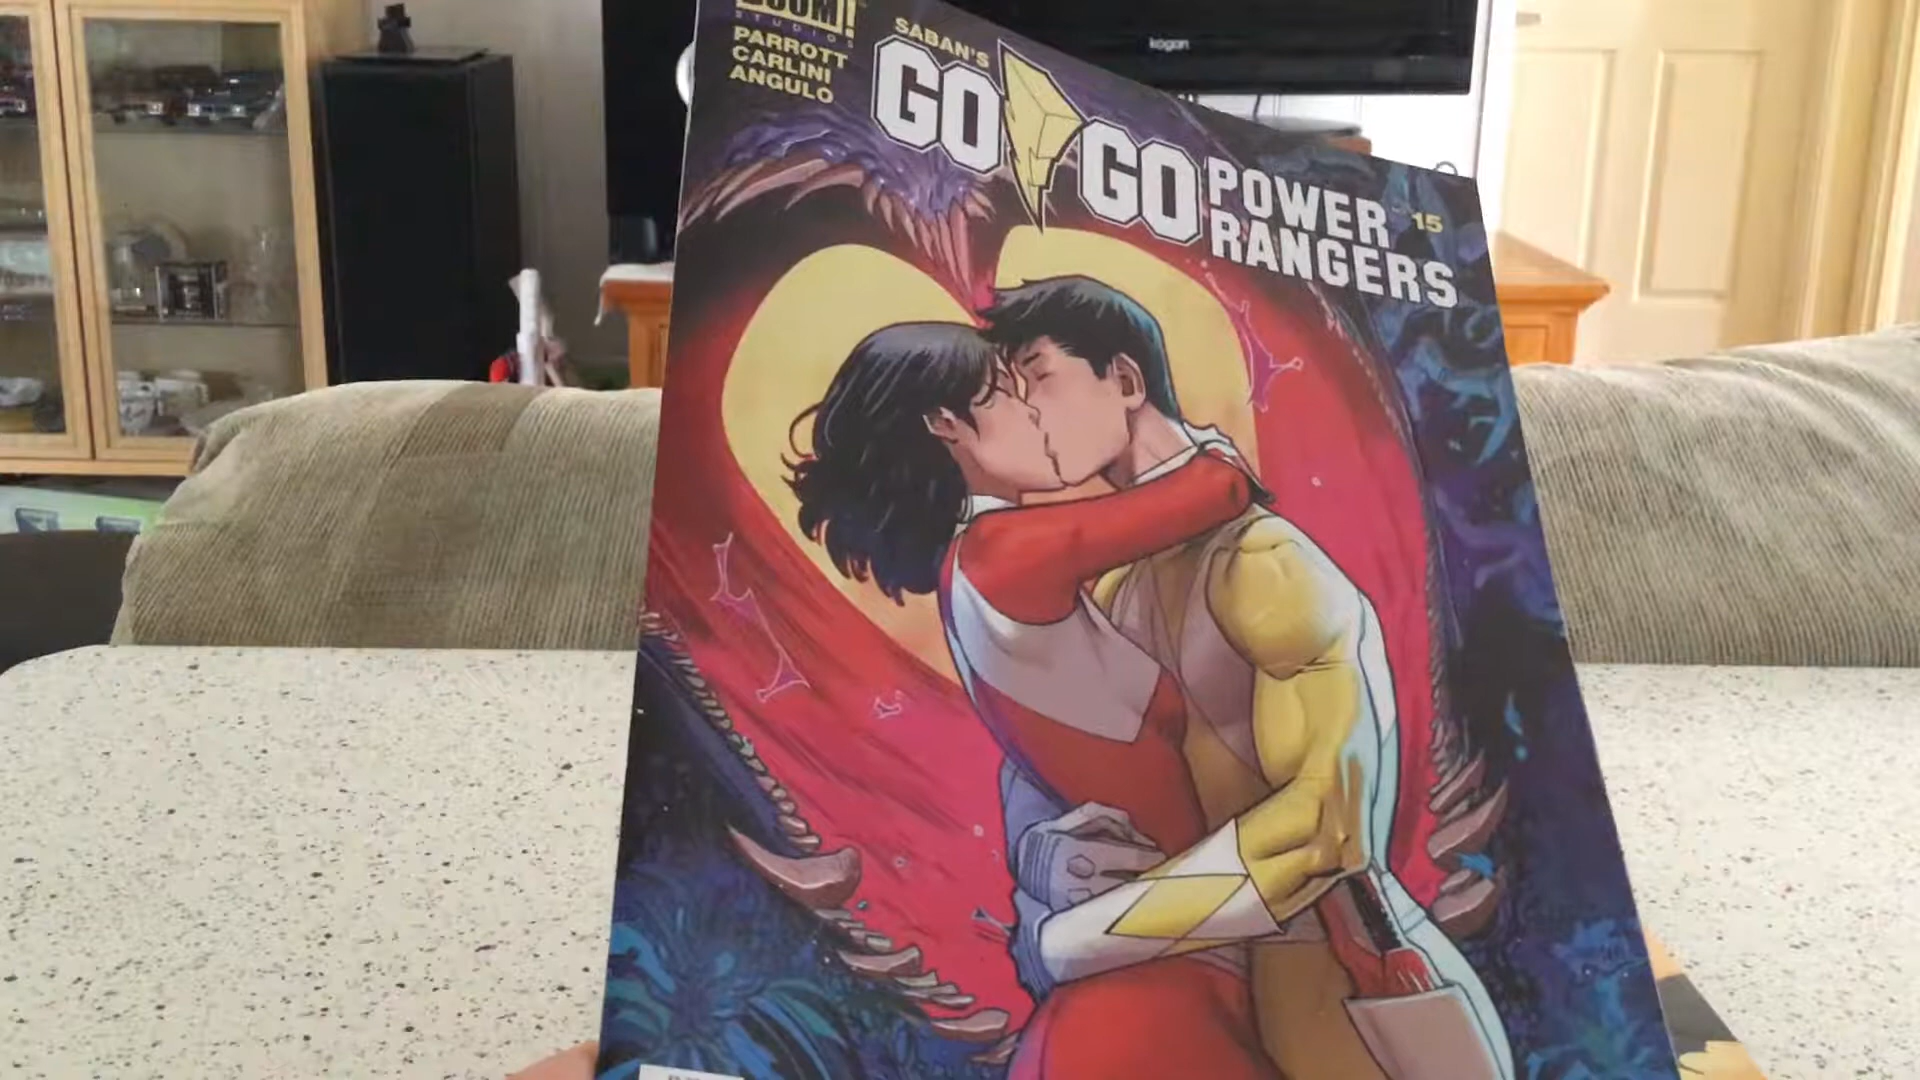 BOOM!
STUDIOS
PARROTT
CARLINI
ANGULO
SABAN'S
GO GO
POWER
RANGERS
15
kogan